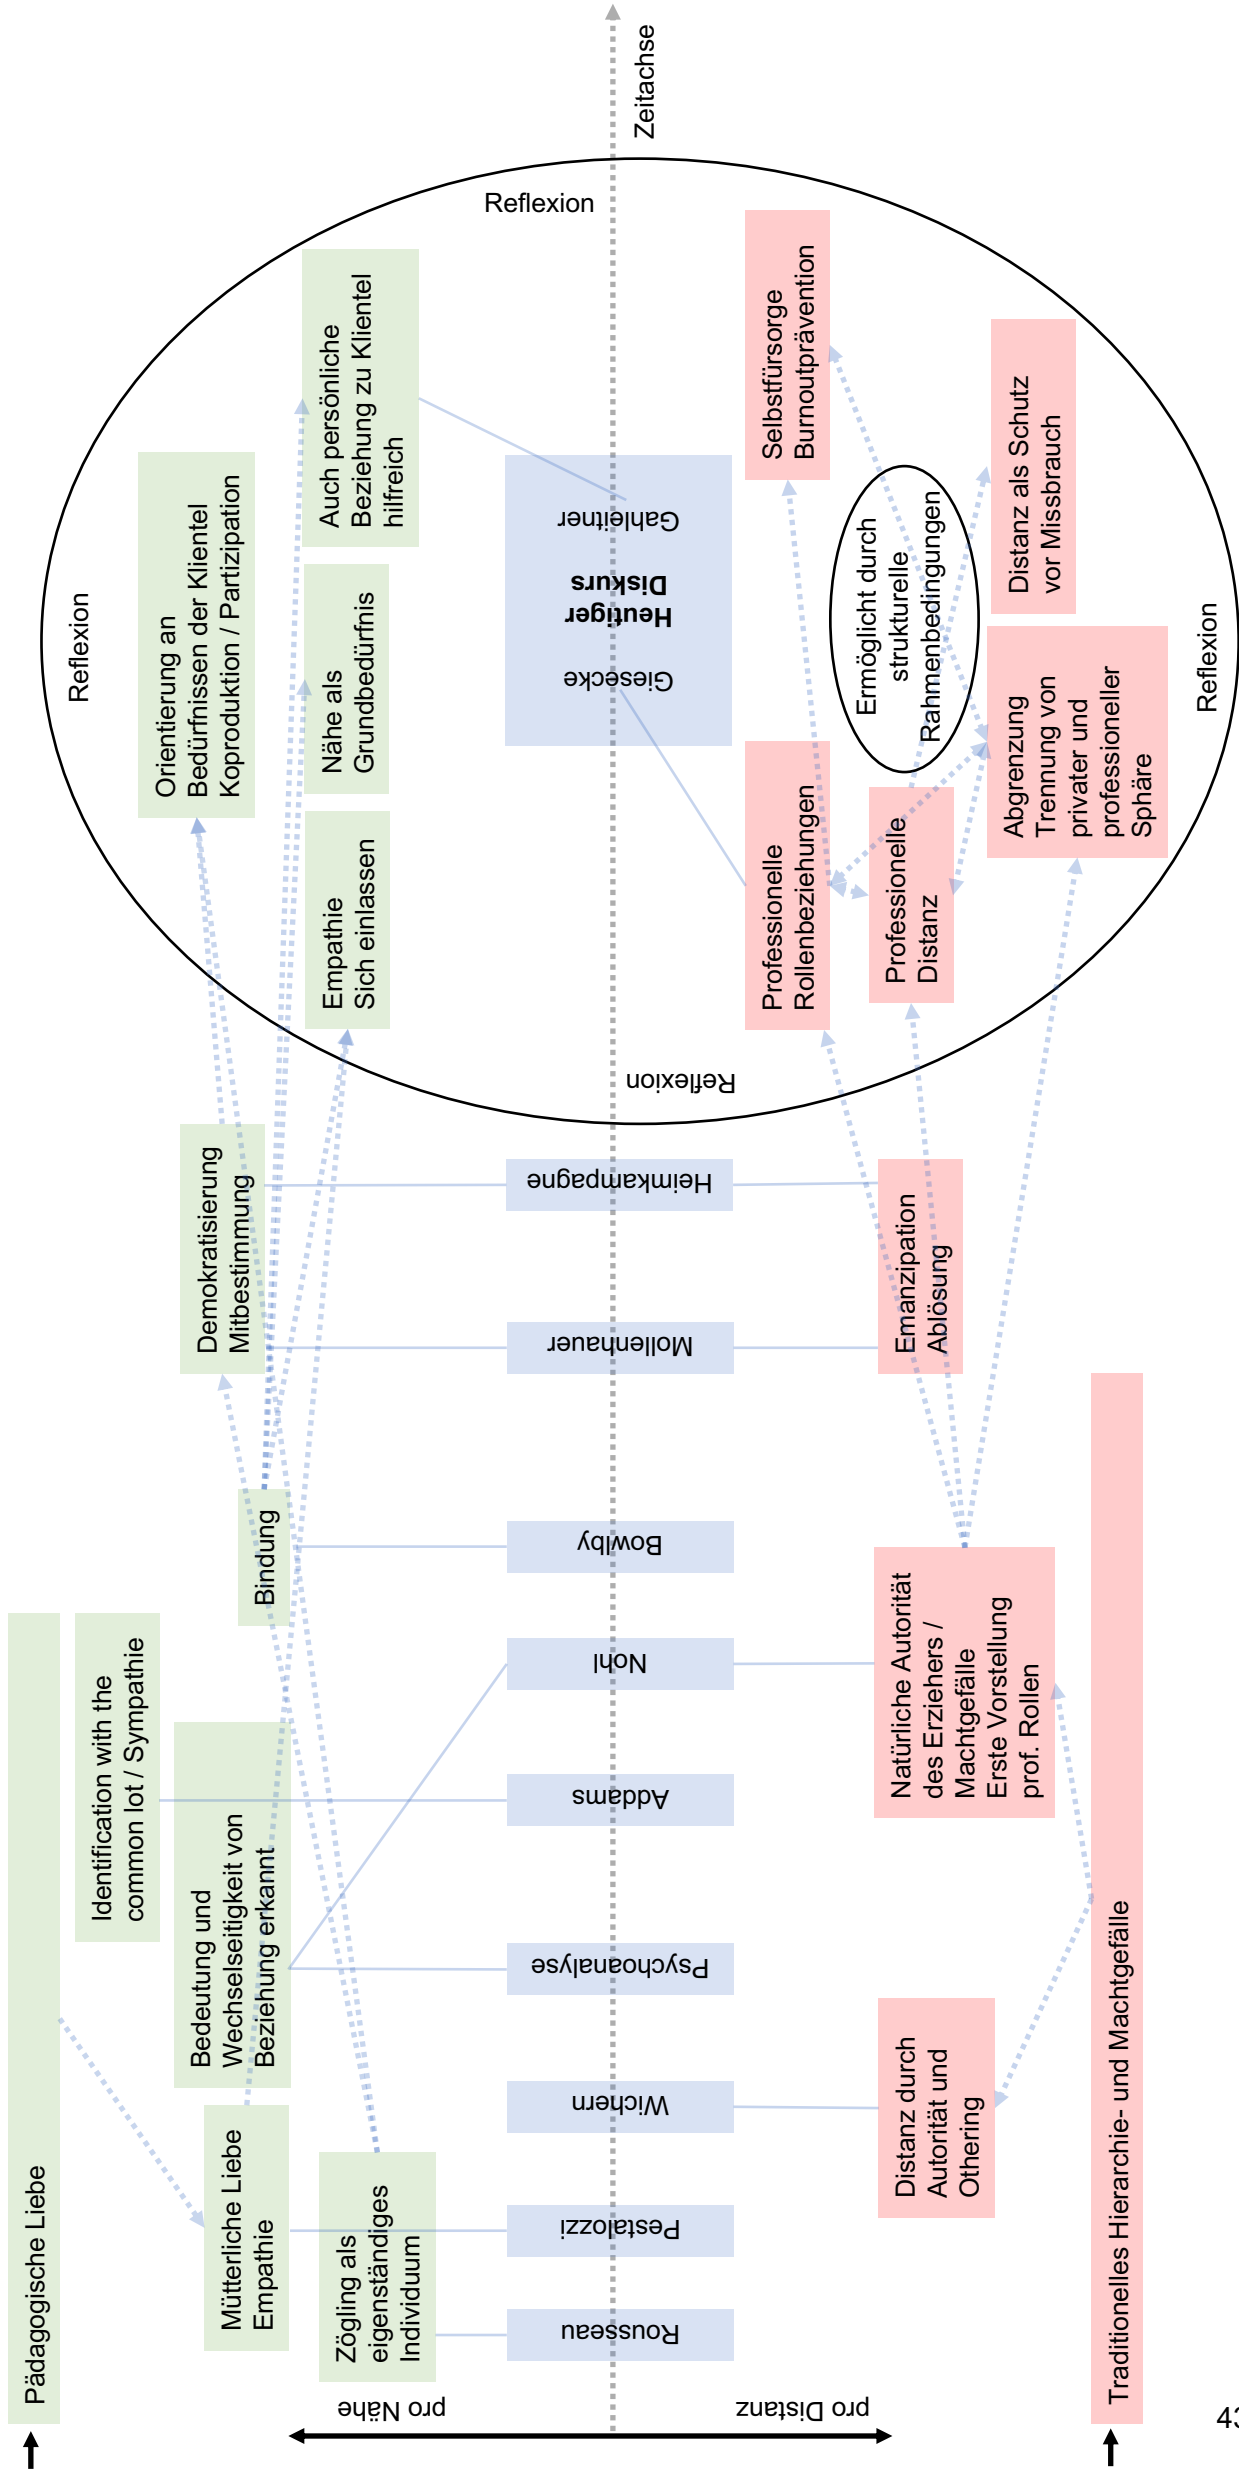 Pädagogische Liebe
Identification with the
common lot / Sympathie
Bedeutung und
Wechselseitigkeit von
Beziehung erkannt
Mütterliche Liebe
Empathie
Zögling als
eigenständiges
Individuum
Bindung
Demokratisierung
Mitbestimmung
Reflexion
Orientierung an
Bedürfnissen der Klientel
Koproduktion / Partizipation
Empathie
Sich einlassen
Nähe als
Grundbedürfnis
Auch persönliche
Beziehung zu Klientel
hilfreich
Reflexion
pro Nähe
pro Distanz
Rousseau
Pestalozzi
Wichern
Psychoanalyse
Addams
Nohl
Bowlby
Mollenhauer
Heimkampagne
Reflexion
Giesecke
Heutiger
Diskurs
Gahleitner
Zeitachse
Distanz durch
Autorität und
Othering
Natürliche Autorität
des Erziehers /
Machtgefälle
Erste Vorstellung
prof. Rollen
Emanzipation
Ablösung
Professionelle
Rollenbeziehungen
Professionelle
Distanz
Ermöglicht durch
strukturelle
Rahmenbedingungen
Selbstfürsorge
Burnoutprävention
Abgrenzung
Trennung von
privater und
professioneller
Sphäre
Distanz als Schutz
vor Missbrauch
Reflexion
Traditionelles Hierarchie- und Machtgefälle